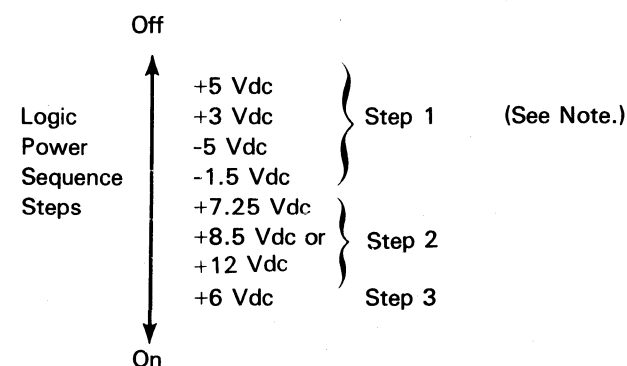 Off
+5 Vdc
Logic +3 Vdc Step 1 (See Note.)
Power -5 Vdc
Sequence -1.5 Vdc
Steps +7.25 Vdc
+8.5 Vdc or Step 2
+12 Vdc
+6 Vdc Step 3
On